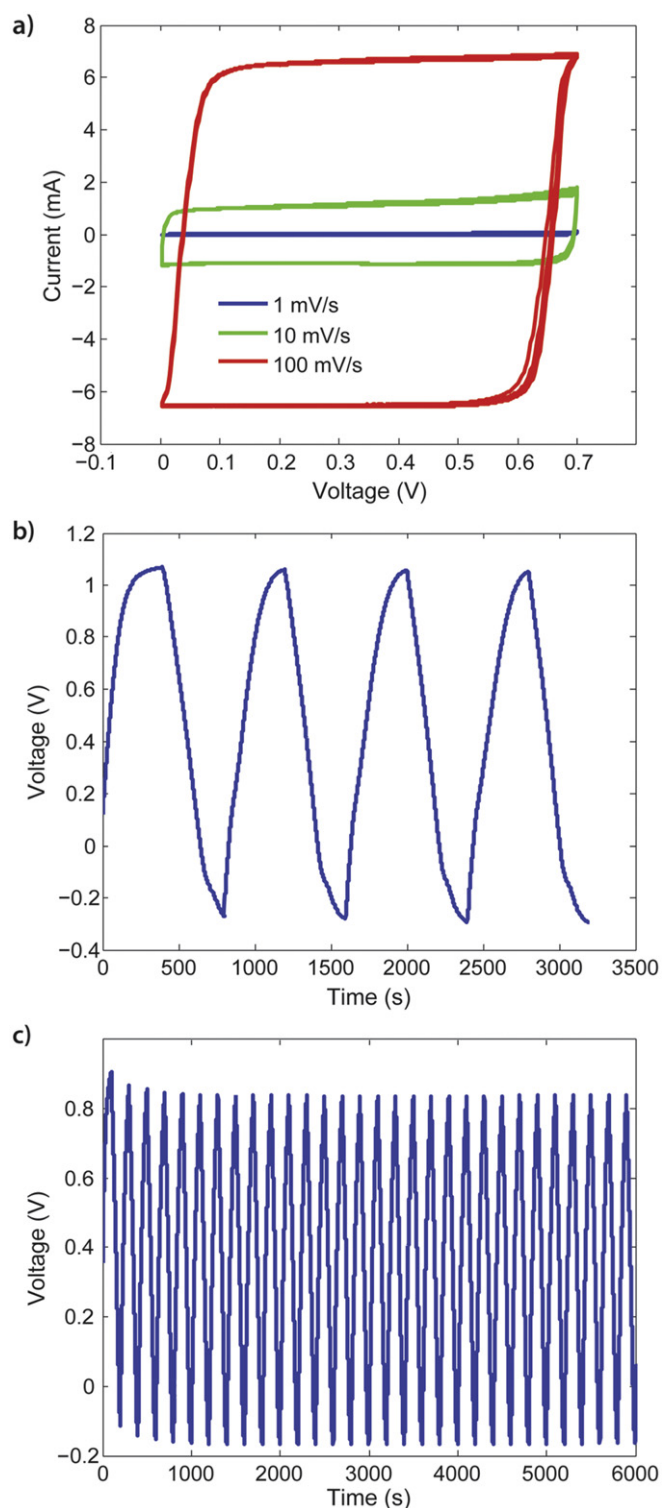 a)
8
6
4
2
0
−2
−4
−6
−8
Current (mA)
1 mV/s
10 mV/s
100 mV/s
−0.1 0 0.1 0.2 0.3 0.4 0.5 0.6 0.7 0.8
Voltage (V)
b)
1.2
1
0.8
0.6
0.4
0.2
0
−0.2
−0.4
Voltage (V)
0 500 1000 1500 2000 2500 3000 3500
Time (s)
c)
0.8
0.6
0.4
0.2
0
−0.2
Voltage (V)
0 1000 2000 3000 4000 5000 6000
Time (s)